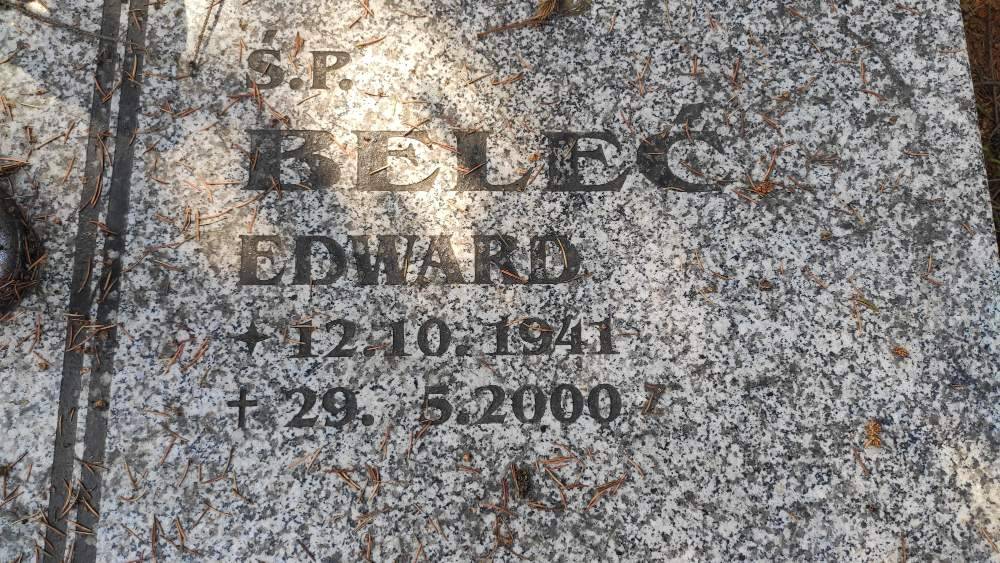 Ś.P.
BELEĆ
EDWARD
✦ 12.10.1941
† 29. 5.2000